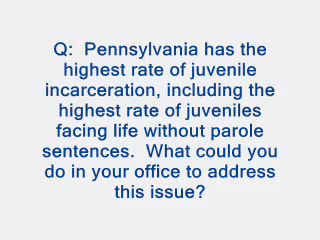 Q:  Pennsylvania has the
highest rate of juvenile
incarceration, including the
highest rate of juveniles
facing life without parole
sentences.  What could you
do in your office to address
this issue?